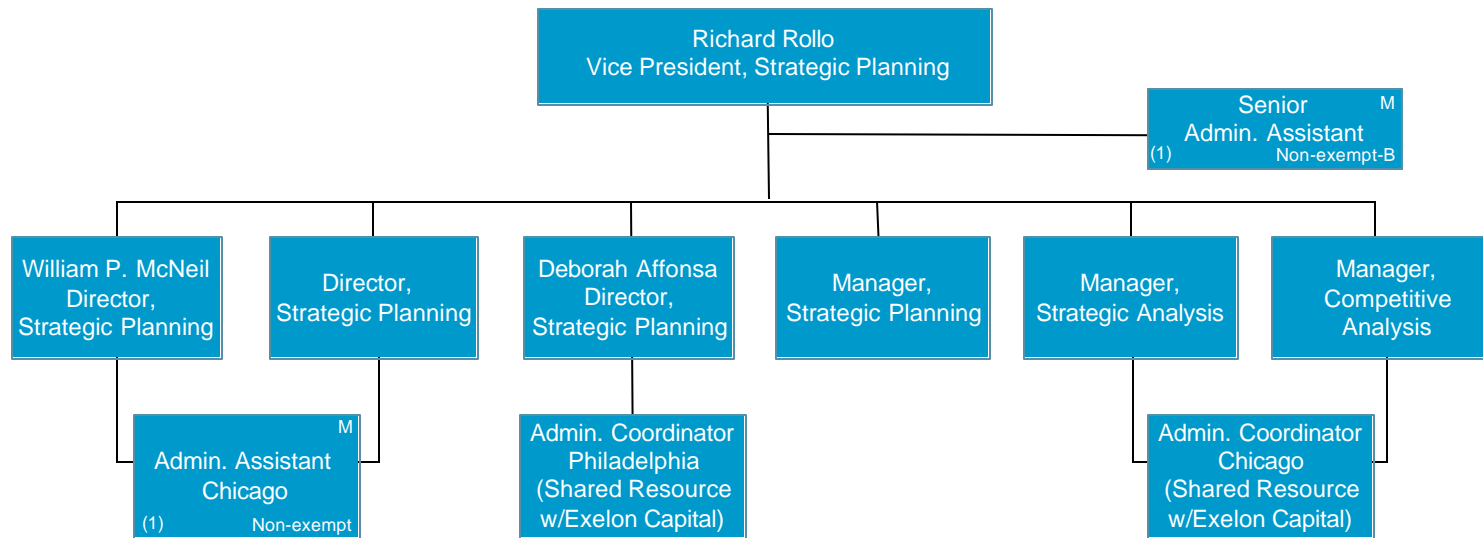 Richard Rollo
Vice President, Strategic Planning
Senior M
Admin. Assistant
(1) Non-exempt-B
William P. McNeil
Director,
Strategic Planning
Director,
Strategic Planning
Deborah Affonsa
Director,
Strategic Planning
Manager,
Strategic Planning
Manager,
Strategic Analysis
Manager,
Competitive
Analysis
M
Admin. Assistant
Chicago
(1) Non-exempt
Admin. Coordinator
Philadelphia
(Shared Resource
w/Exelon Capital)
Admin. Coordinator
Chicago
(Shared Resource
w/Exelon Capital)